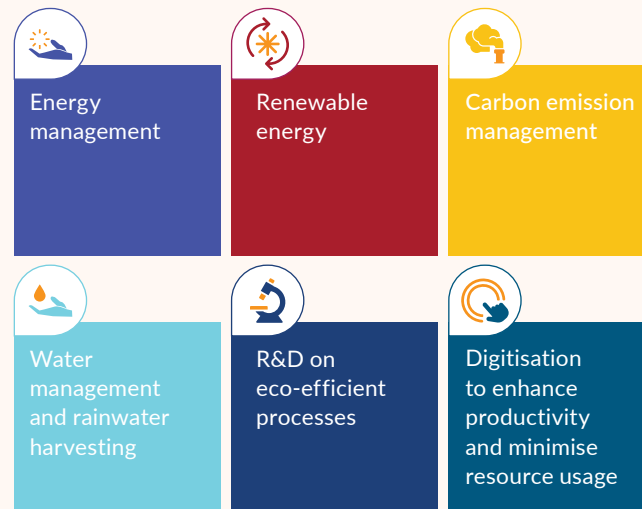 Energy
management
Renewable
energy
Carbon emission
management
Water
management
and rainwater
harvesting
R&D on
eco-efficient
processes
Digitisation
to enhance
productivity
and minimise
resource usage